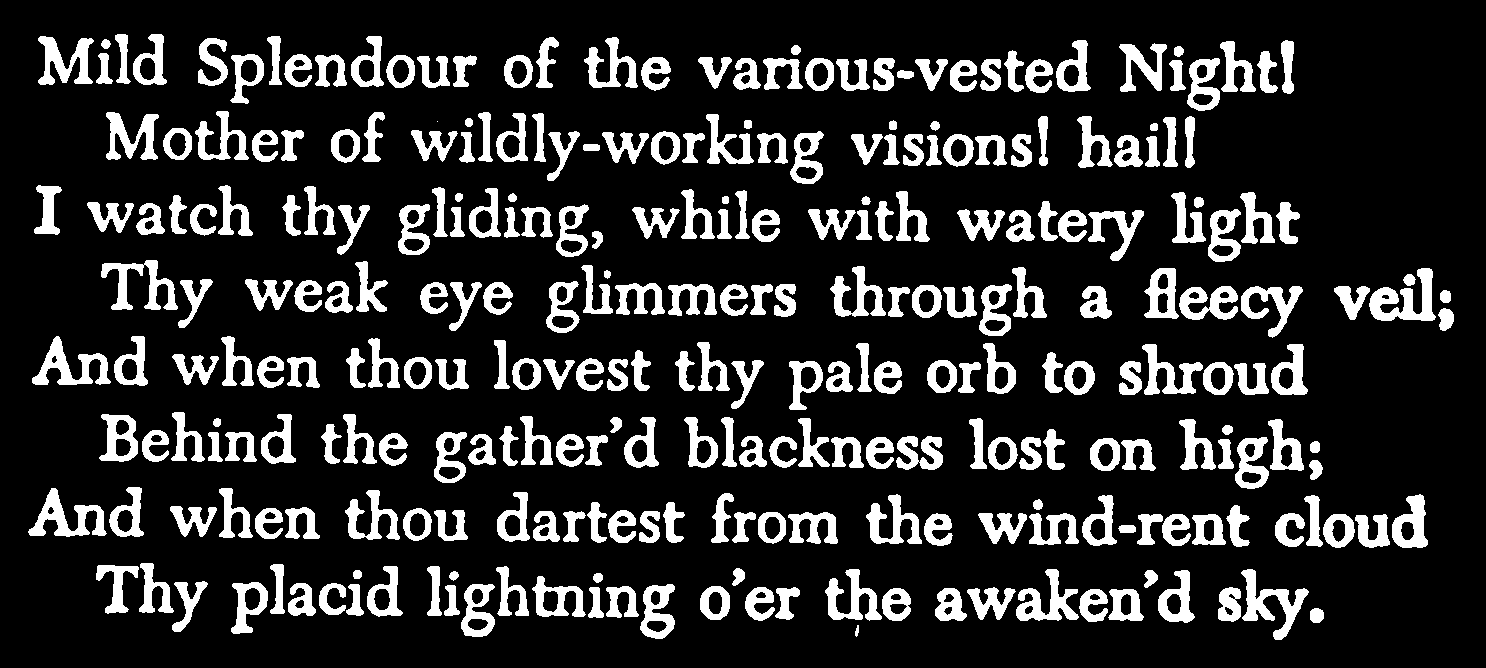 Mild Splendour of the various-vested Night!
Mother of wildly-working visions! hail!
I watch thy gliding, while with watery light
Thy weak eye glimmers through a fleecy veil;
And when thou lovest thy pale orb to shroud
Behind the gather'd blackness lost on high;
And when thou dartest from the wind-rent cloud
Thy placid lightning o'er the awaken'd sky.